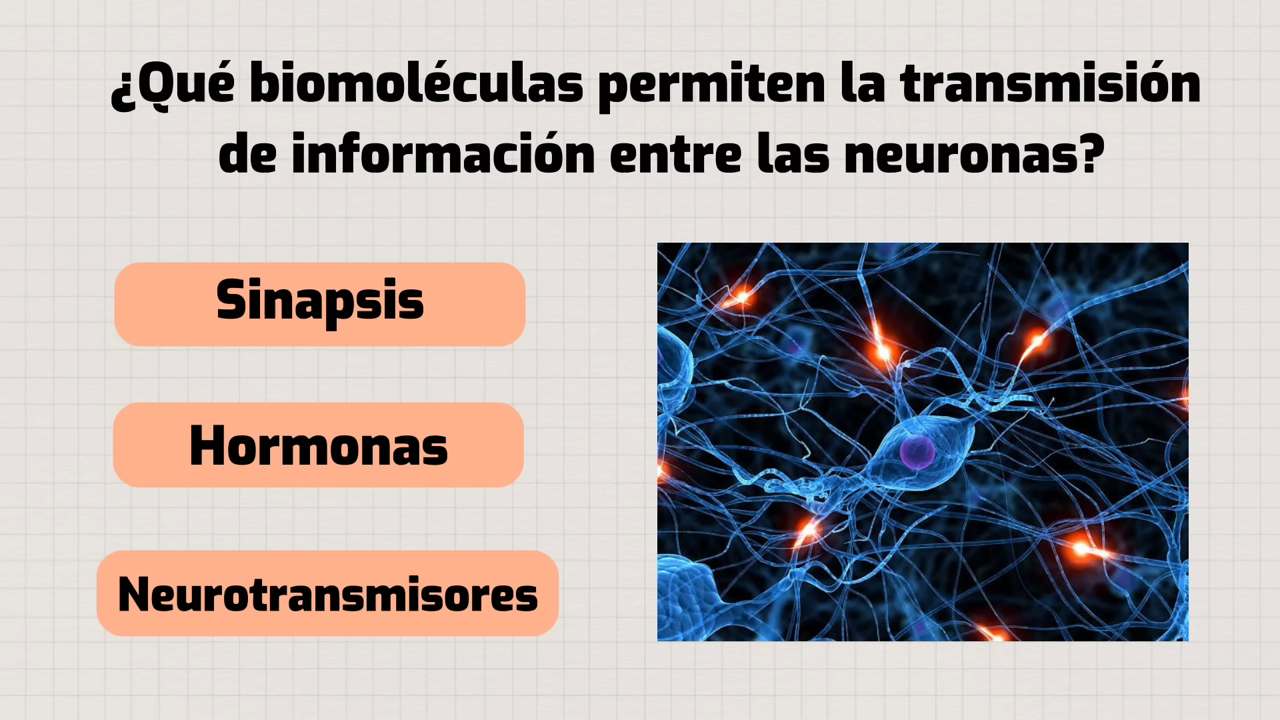 ¿Qué biomoléculas permiten la transmisión
de información entre las neuronas?
Sinapsis
Hormonas
Neurotransmisores